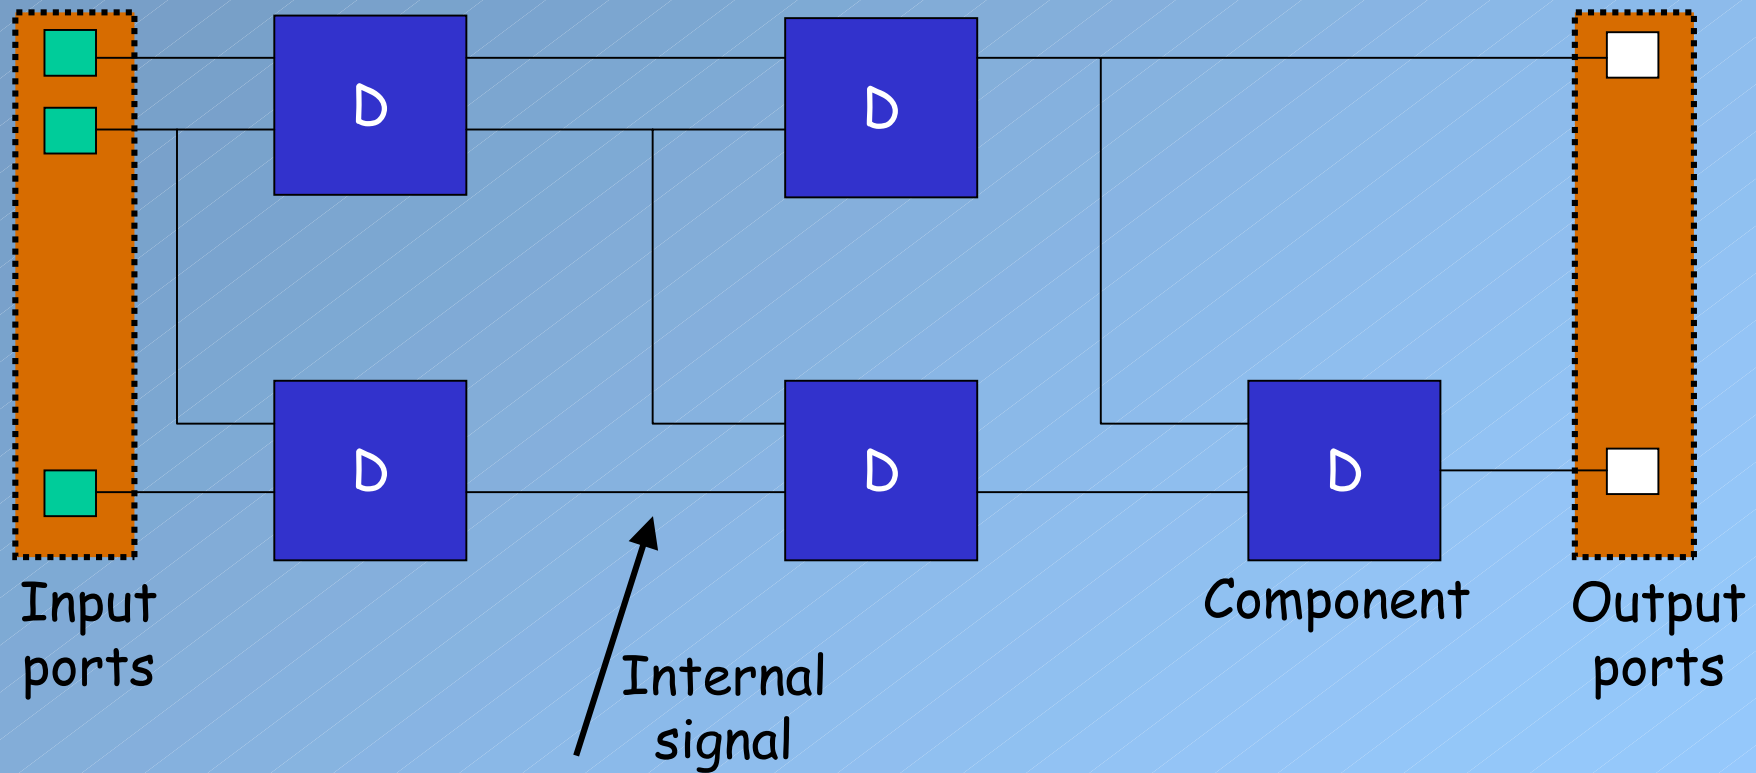 D
D
D
D
D
Input
ports
Internal
signal
Component
Output
ports